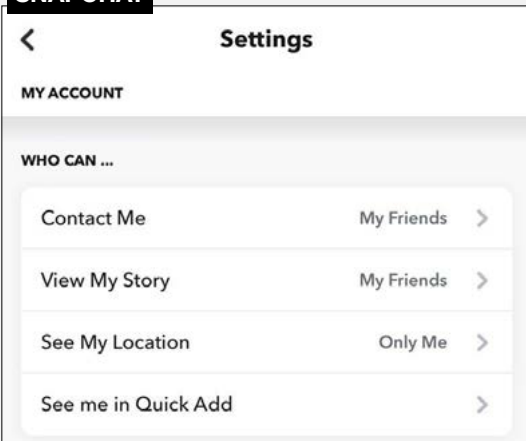 SNAPCHAT
Settings
MY ACCOUNT
WHO CAN ...
Contact Me My Friends
View My Story My Friends
See My Location Only Me
See me in Quick Add